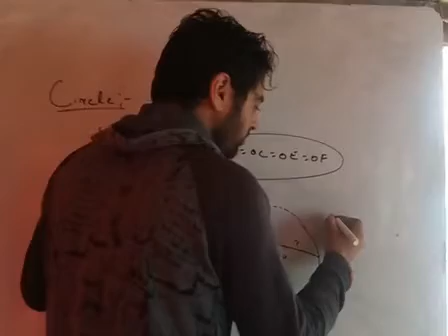 Circle :-
= OC = OE = OF
?